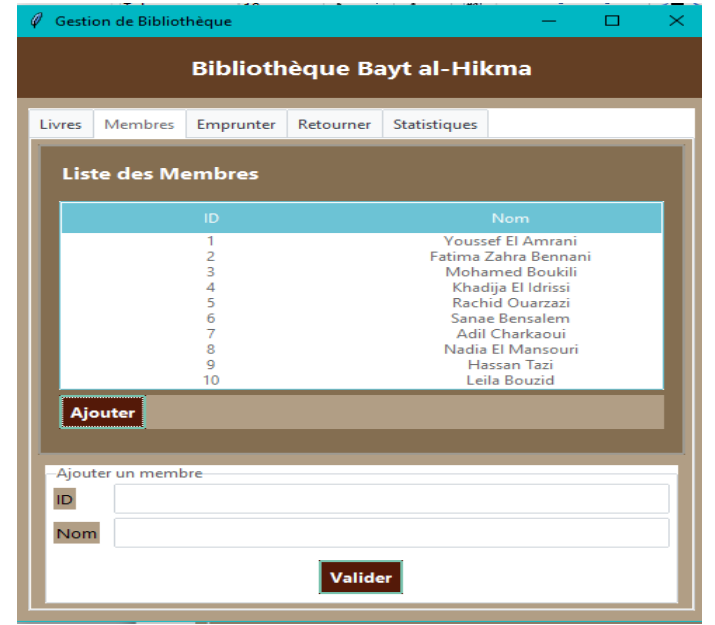 Gestion de Bibliothèque
Bibliothèque Bayt al-Hikma
Livres Membres Emprunter Retourner Statistiques
Liste des Membres
ID Nom
1 Youssef El Amrani
2 Fatima Zahra Bennani
3 Mohamed Boukili
4 Khadija El Idrissi
5 Rachid Ouarzazi
6 Sanae Bensalem
7 Adil Charkaoui
8 Nadia El Mansouri
9 Hassan Tazi
10 Leila Bouzid
Ajouter
Ajouter un membre
ID
Nom
Valider